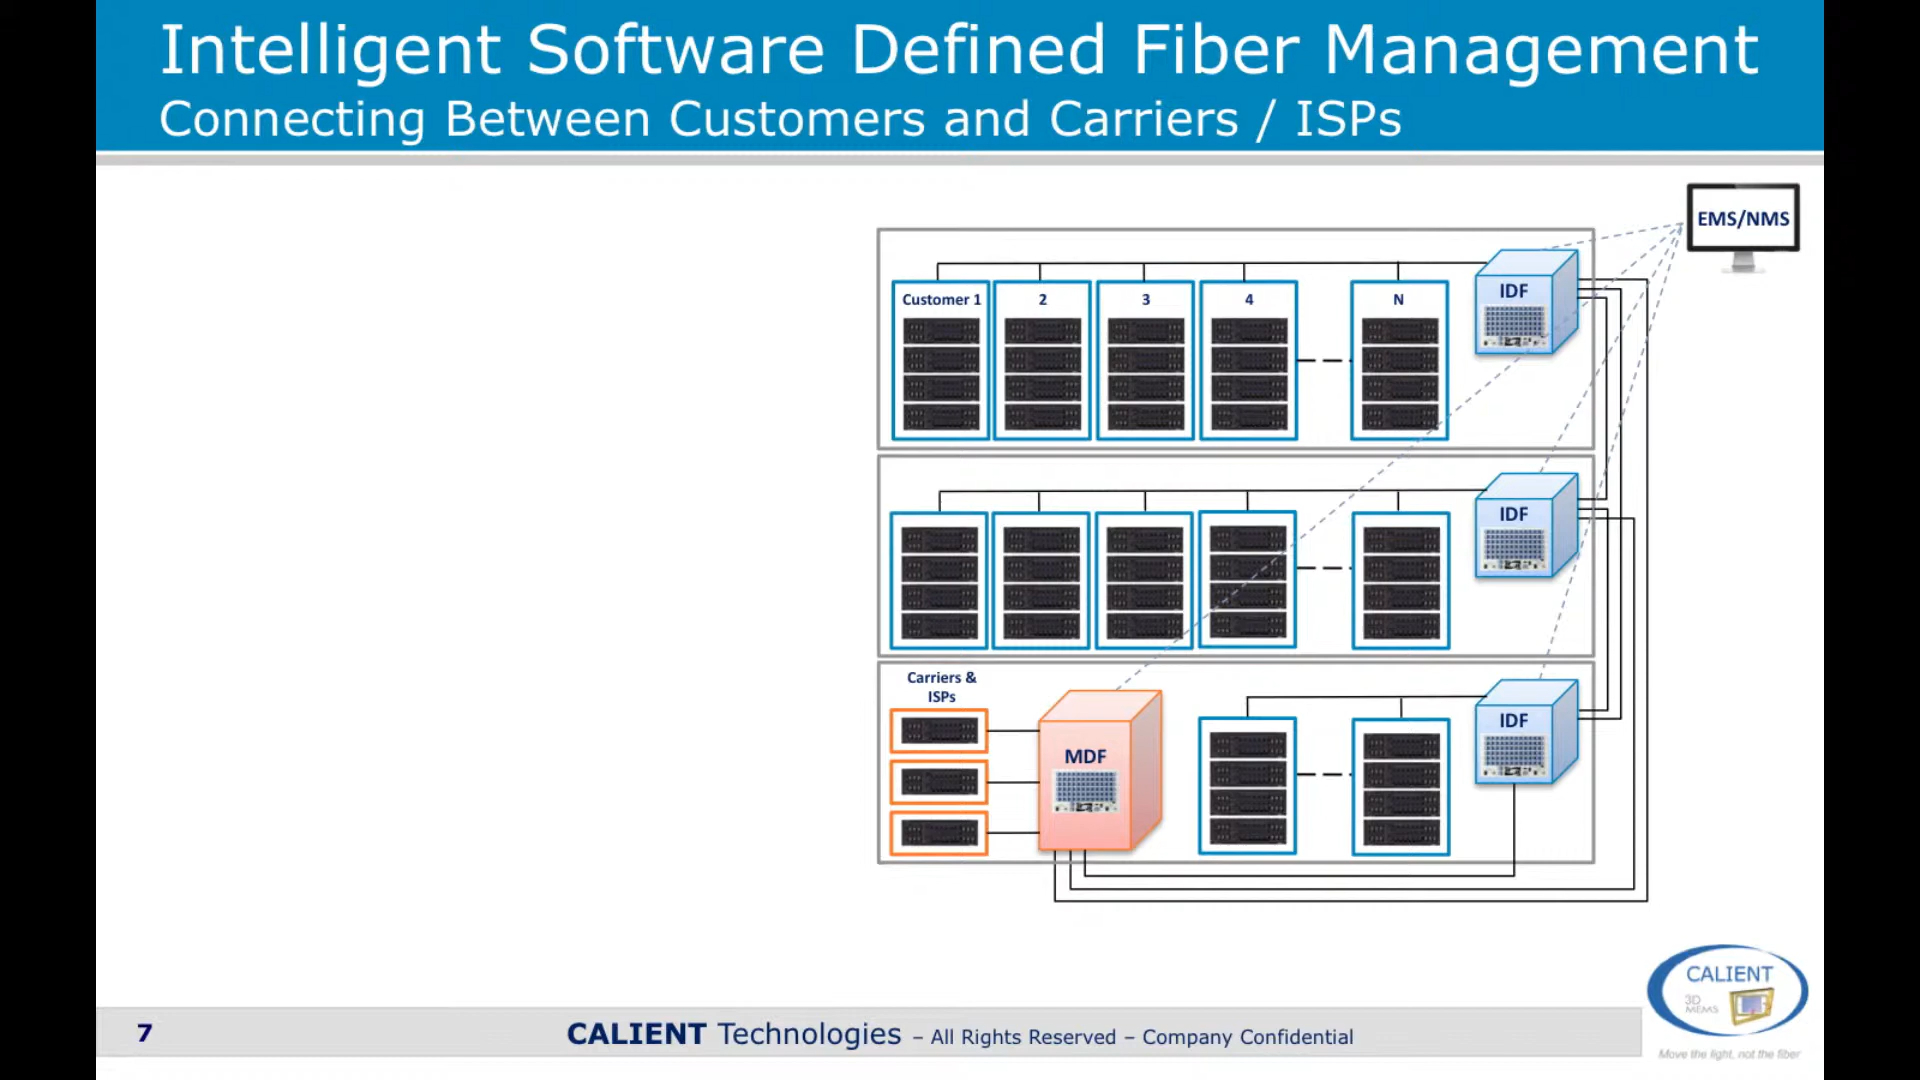 Intelligent Software Defined Fiber Management
Connecting Between Customers and Carriers / ISPs
EMS/NMS
Customer 1
2
3
4
N
IDF
IDF
Carriers &
ISPs
MDF
IDF
7
CALIENT Technologies – All Rights Reserved – Company Confidential
CALIENT
3D
MEMS
Move the light, not the fiber